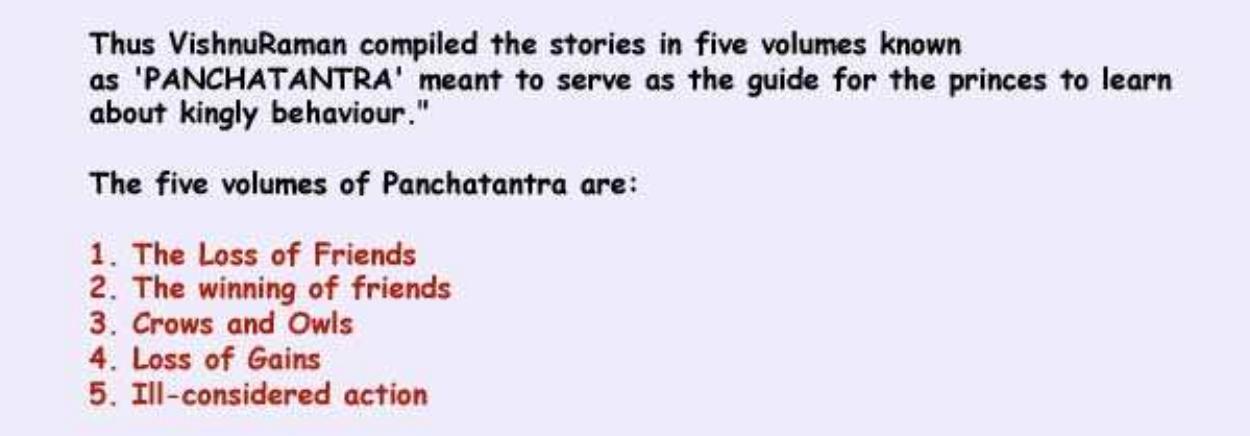 Thus VishnuRaman compiled the stories in five volumes known
as 'PANCHATANTRA' meant to serve as the guide for the princes to learn
about kingly behaviour."
The five volumes of Panchatantra are:
1. The Loss of Friends
2. The winning of friends
3. Crows and Owls
4. Loss of Gains
5. Ill-considered action